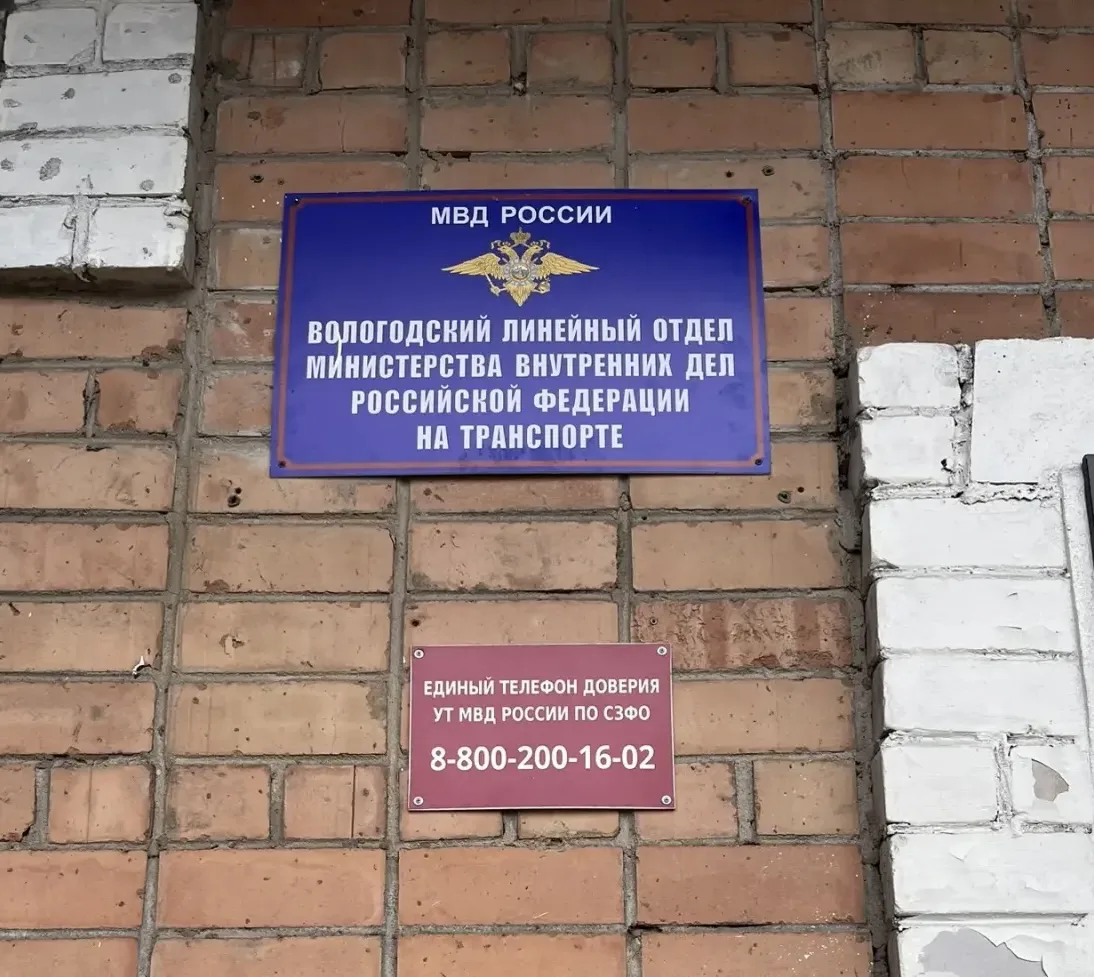 МВД РОССИИ
ВОЛОГОДСКИЙ ЛИНЕЙНЫЙ ОТДЕЛ
МИНИСТЕРСТВА ВНУТРЕННИХ ДЕЛ
РОССИЙСКОЙ ФЕДЕРАЦИИ
НА ТРАНСПОРТЕ
ЕДИНЫЙ ТЕЛЕФОН ДОВЕРИЯ
УТ МВД РОССИИ ПО СЗФО
8-800-200-16-02